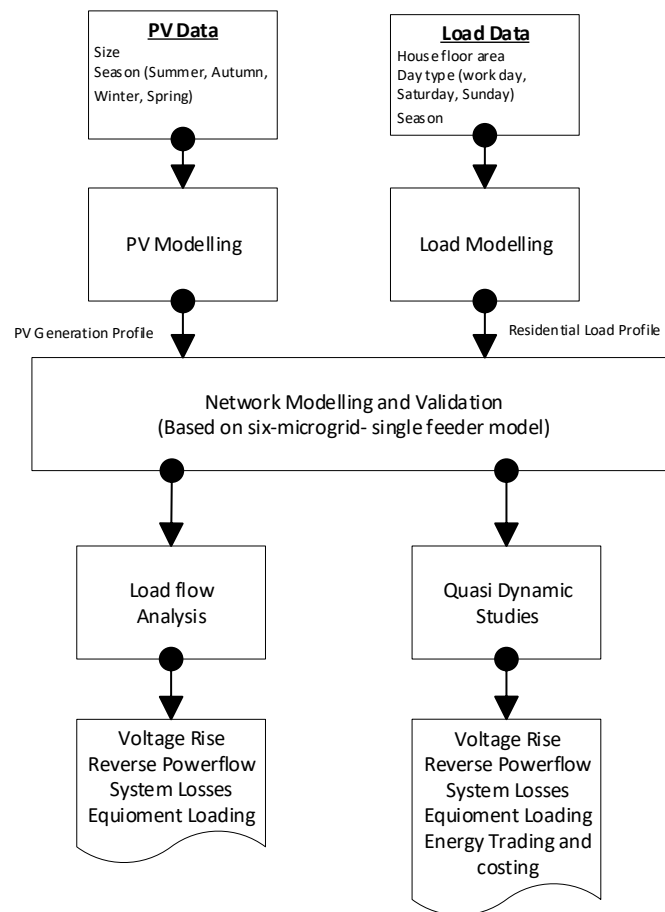 PV Data
Size
Season (Summer, Autumn,
Winter, Spring)
Load Data
House floor area
Day type (work day,
Saturday, Sunday)
Season
PV Modelling
Load Modelling
PV Generation Profile
Residential Load Profile
Network Modelling and Validation
(Based on six-microgrid- single feeder model)
Load flow
Analysis
Quasi Dynamic
Studies
Voltage Rise
Reverse Powerflow
System Losses
Equioment Loading
Voltage Rise
Reverse Powerflow
System Losses
Equioment Loading
Energy Trading and
costing